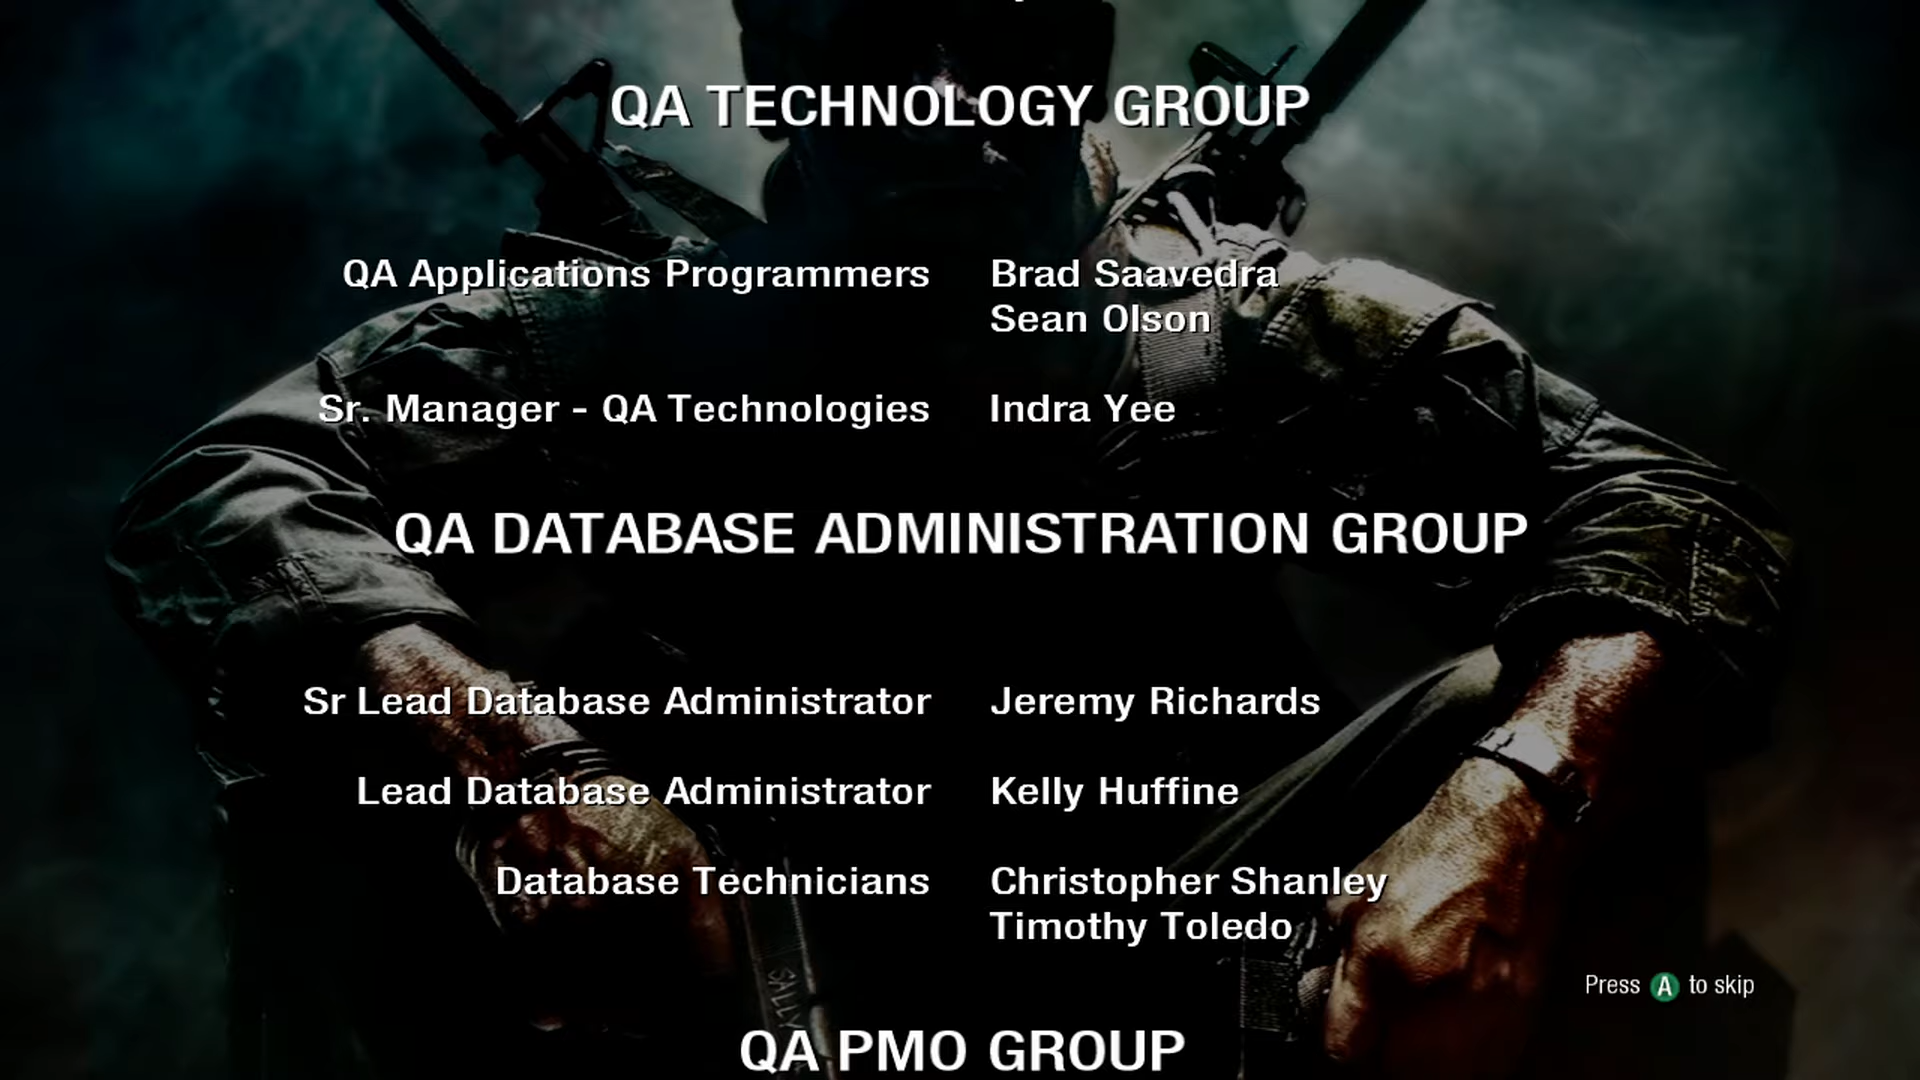 QA TECHNOLOGY GROUP
QA Applications Programmers Brad Saavedra
Sean Olson
Sr. Manager - QA Technologies Indra Yee
QA DATABASE ADMINISTRATION GROUP
Sr Lead Database Administrator Jeremy Richards
Lead Database Administrator Kelly Huffine
Database Technicians Christopher Shanley
Timothy Toledo
SALLY
Press A to skip
QA PMO GROUP